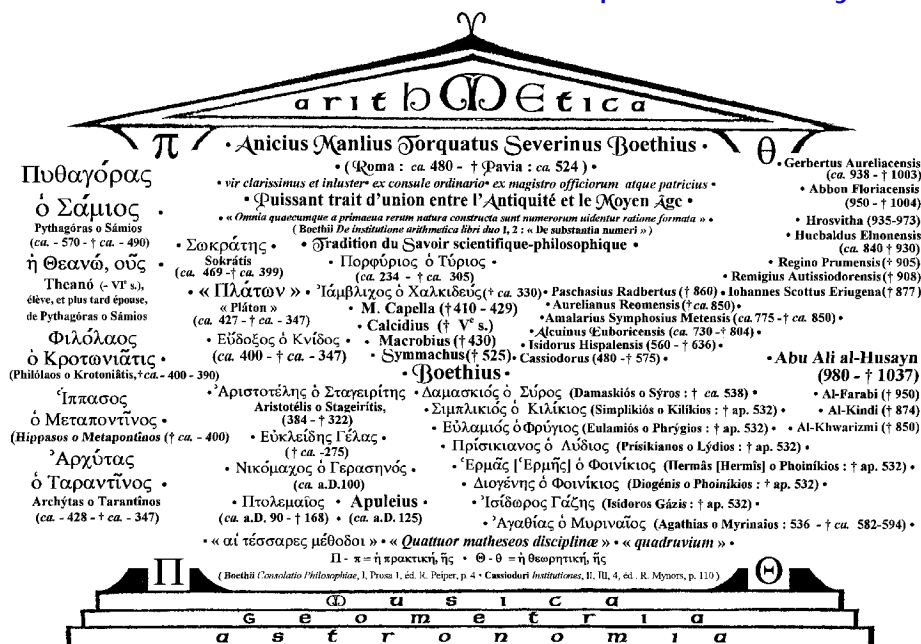 arithmetica
π θ
• Anicius Manlius Torquatus Severinus Boethius •
• ( Roma : ca. 480 - † Pavia : ca. 524 ) •
• vir clarissimus et inluster• ex consule ordinario• ex magistro officiorum atque patricius •
• Puissant trait d'union entre l'Antiquité et le Moyen Âge •
• « Omnia quaecumque a primaeua rerum natura constructa sunt numerorum uidentur ratione formata » •
( Boethii De institutione arithmetica libri duo I, 2 : « De substantia numeri » )
• Tradition du Savoir scientifique-philosophique •
Πυθαγόρας
ὁ Σάμιος •
Pythagóras o Sámios
(ca. - 570 - † ca. - 490)
ἡ Θεανώ, οῦς •
Theanó (- VIᵉ s.),
élève, et plus tard épouse,
de Pythagoras o Sámios
Φιλόλαος •
ὁ Κροτωνιᾶτις •
(Philólaos o Krotoniâtis,†ca.- 400 - 390)
Ἱππασος •
ὁ Μεταποντῖνος •
(Hippasos o Metapontinos († ca. - 400)
Ἀρχύτας •
ὁ Ταραντῖνος •
Archýtas o Tarantînos
(ca. - 428 - † ca. - 347)
• Σωκράτης •
Sokrátis
(ca. 469 -† ca. 399)
• « Πλάτων » •
« Pláton »
(ca. 427 - † ca. - 347)
• Εὔδοξος ὁ Κνίδος •
(ca. 400 - † ca. - 347)
• Ἀριστοτέλης ὁ Σταγειρίτης
Aristotélis o Stageirítis,
(384 - † 322)
• Εὐκλείδης Γέλας •
(† ca. -275)
• Νικόμαχος ὁ Γερασηνός •
(ca. a.D.100)
• Πτολεμαῖος • Apuleius •
(ca. a.D. 90 - † 168) • (ca. a.D. 125)
• Πορφύριος ὁ Τύριος •
(ca. 234 - † ca. 305)
• Ἰάμβλιχος ὁ Χαλκιδεύς († ca. 330)
• M. Capella (†410 - 429)
• Calcidius († Vᵉ s.)
• Macrobius (†430)
• Symmachus († 525)
• Boethius •
• Paschasius Radbertus († 860)
• Aurelianus Reomensis (†ca. 850) •
• Amalarius Symphosius Metensis (ca.775 -† ca. 850) •
• Alcuinus Euboricensis (ca. 730 -† 804) •
• Isidorus Hispalensis (560 - † 636) •
• Cassiodorus (480 -† 575) •
• Gerbertus Aureliacensis
(ca. 938 - † 1003)
• Abbon Floriacensis
(950 - † 1004)
• Hrosvitha (935-973)
• Hucbaldus Elnonensis
(ca. 840 † 930)
• Regino Prumensis († 905)
• Remigius Autissiodorensis († 908)
• Iohannes Scottus Eriugena († 877)
• Abu Ali al-Husayn
(980 - † 1037)
• Al-Farabi († 950)
• Al-Kindi († 874)
• Al-Khwarizmi († 850)
• Δαμασκιός ὁ Σύρος (Damaskiós o Sýros : † ca. 538) •
• Σιμπλικιός ὁ Κιλίκιος (Simplikiós o Kilíkios : † ap. 532) •
• Εὐλαμιός ὁ Φρύγιος (Eulamiós o Phrýgios : † ap. 532) •
• Πρίσικιανος ὁ Λύδιος (Prísikianos o Lýdios : † ap. 532) •
• Ἑρμᾶς [Ἑρμῆς] ὁ Φοινίκιος (Hermâs [Hermîs] o Phoiníkios : † ap. 532) •
• Διογένης ὁ Φοινίκιος (Diogénis o Phoiníkios : † ap. 532) •
• Ἰσίδωρος Γάζης (Isídoros Gázis : † ap. 532) •
• Ἀγαθίας ὁ Μυριναῖος (Agathías o Myrinaios : 536 - † ca. 582-594) •
• « αἱ τέσσαρες μέθοδοι » • « Quattuor matheseos disciplinæ » • « quadruvium » •
Π - π = ἡ πρακτική, ῆς • Θ - θ = ἡ θεωρητική, ῆς
( Boethii Consolatio Philosophiae, I, Prosa 1, éd. R. Peiper, p. 4 • Cassiodori Institutiones, II, III, 4, éd . R. Mynors, p. 110 )
Π Θ
musica
geometria
astronomia